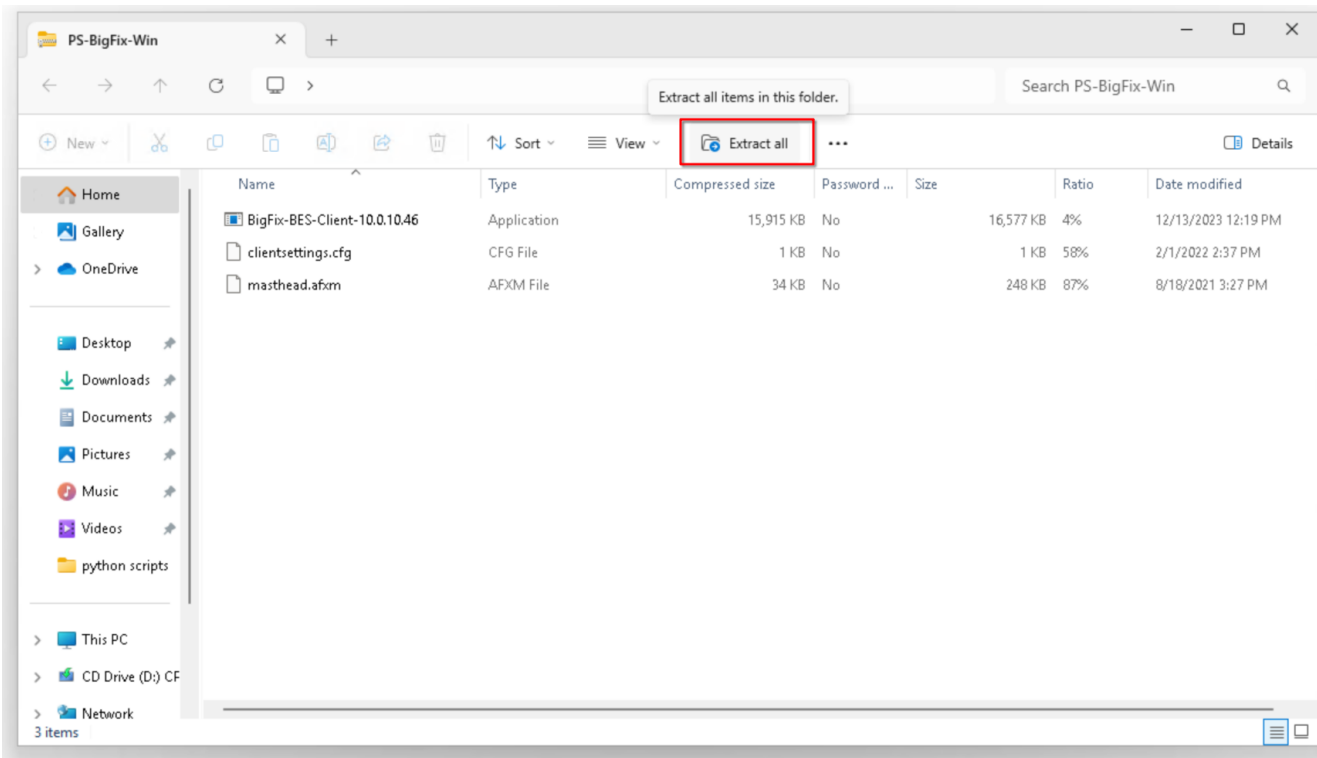 PS-BigFix-Win
Extract all items in this folder.
Search PS-BigFix-Win
New
Sort
View
Extract all
Details
Name Type Compressed size Password ... Size Ratio Date modified
BigFix-BES-Client-10.0.10.46 Application 15,915 KB No 16,577 KB 4% 12/13/2023 12:19 PM
clientsettings.cfg CFG File 1 KB No 1 KB 58% 2/1/2022 2:37 PM
masthead.afxm AFXM File 34 KB No 248 KB 87% 8/18/2021 3:27 PM
Home
Gallery
OneDrive
Desktop
Downloads
Documents
Pictures
Music
Videos
python scripts
This PC
CD Drive (D:) CF
Network
3 items